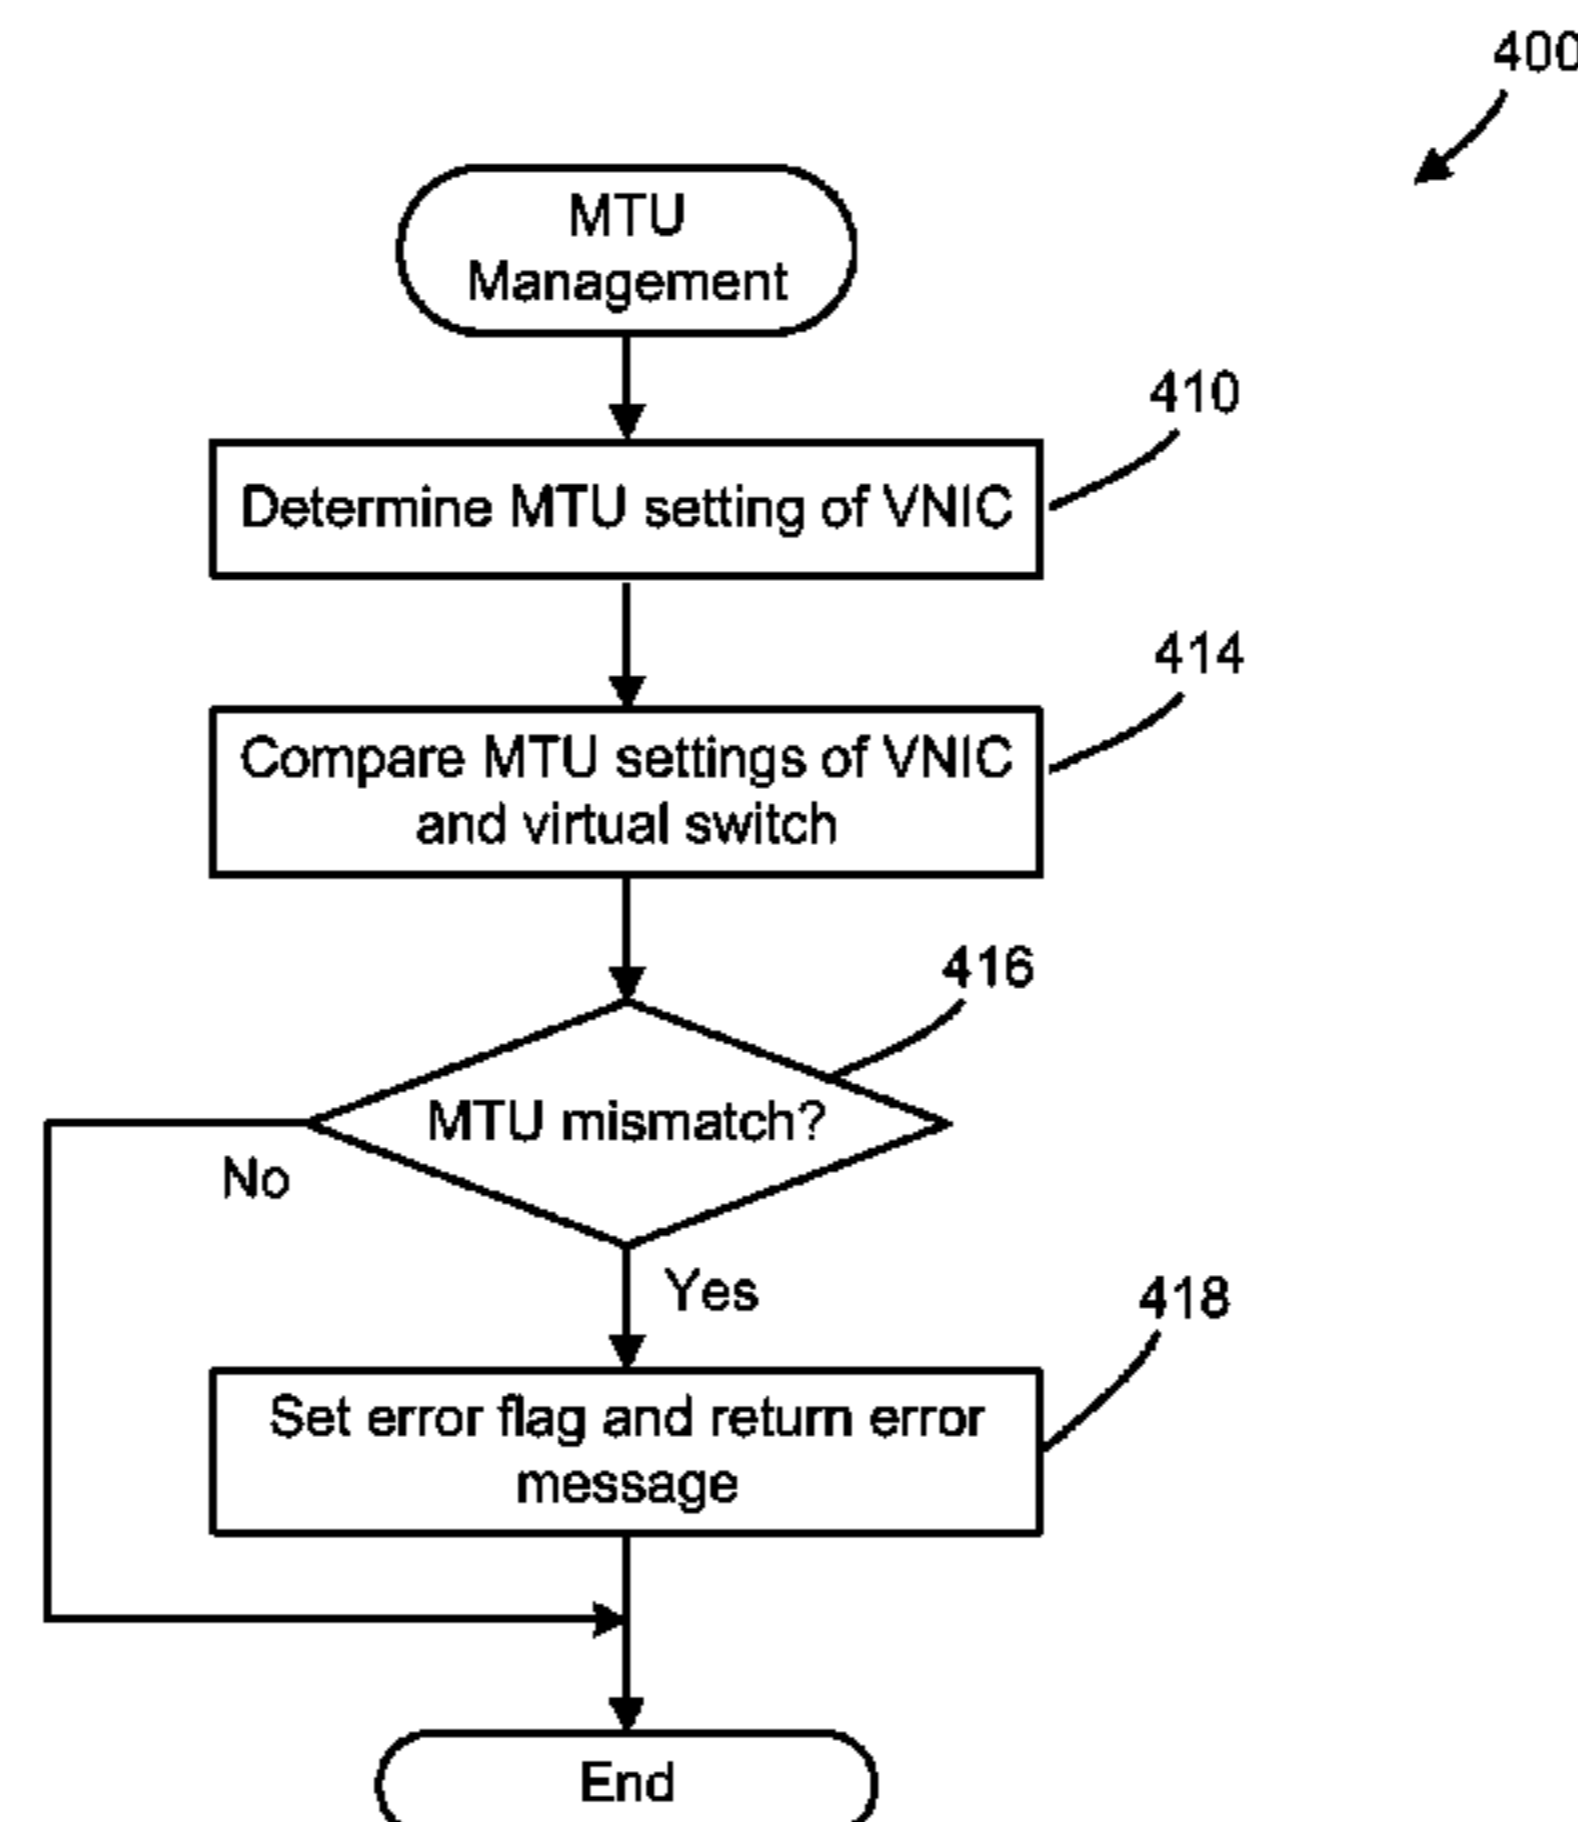 400
MTU
Management
410
Determine MTU setting of VNIC
414
Compare MTU settings of VNIC
and virtual switch
416
MTU mismatch?
No
Yes
418
Set error flag and return error
message
End